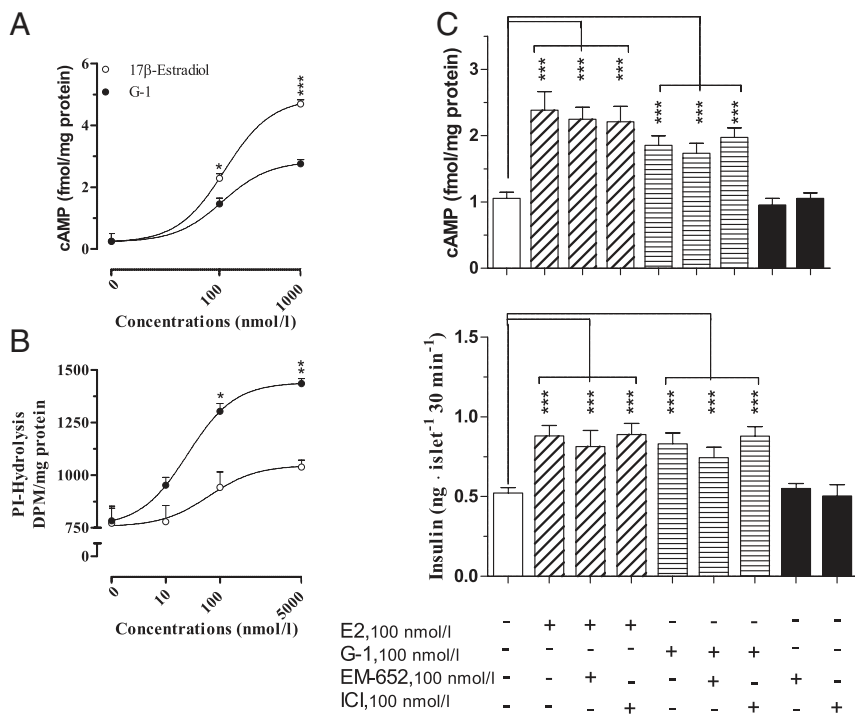 A
cAMP (fmol/mg protein)
6
4
2
0
17β-Estradiol
G-1
*
***
0
100
1000
Concentrations (nmol/l)
B
PI-Hydrolysis
DPM/mg protein
1500
1250
1000
750
0
*
**
0
10
100
5000
Concentrations (nmol/l)
C
cAMP (fmol/mg protein)
3
2
1
0
*** *** *** *** *** ***
Insulin (ng · islet⁻¹ 30 min⁻¹)
1.5
1.0
0.5
0.0
*** *** *** *** *** ***
E2,100 nmol/l - + + + - - - - -
G-1,100 nmol/l - - - - + + + - -
EM-652,100 nmol/l - - + - - + - + -
ICI,100 nmol/l - - - + - - + - +